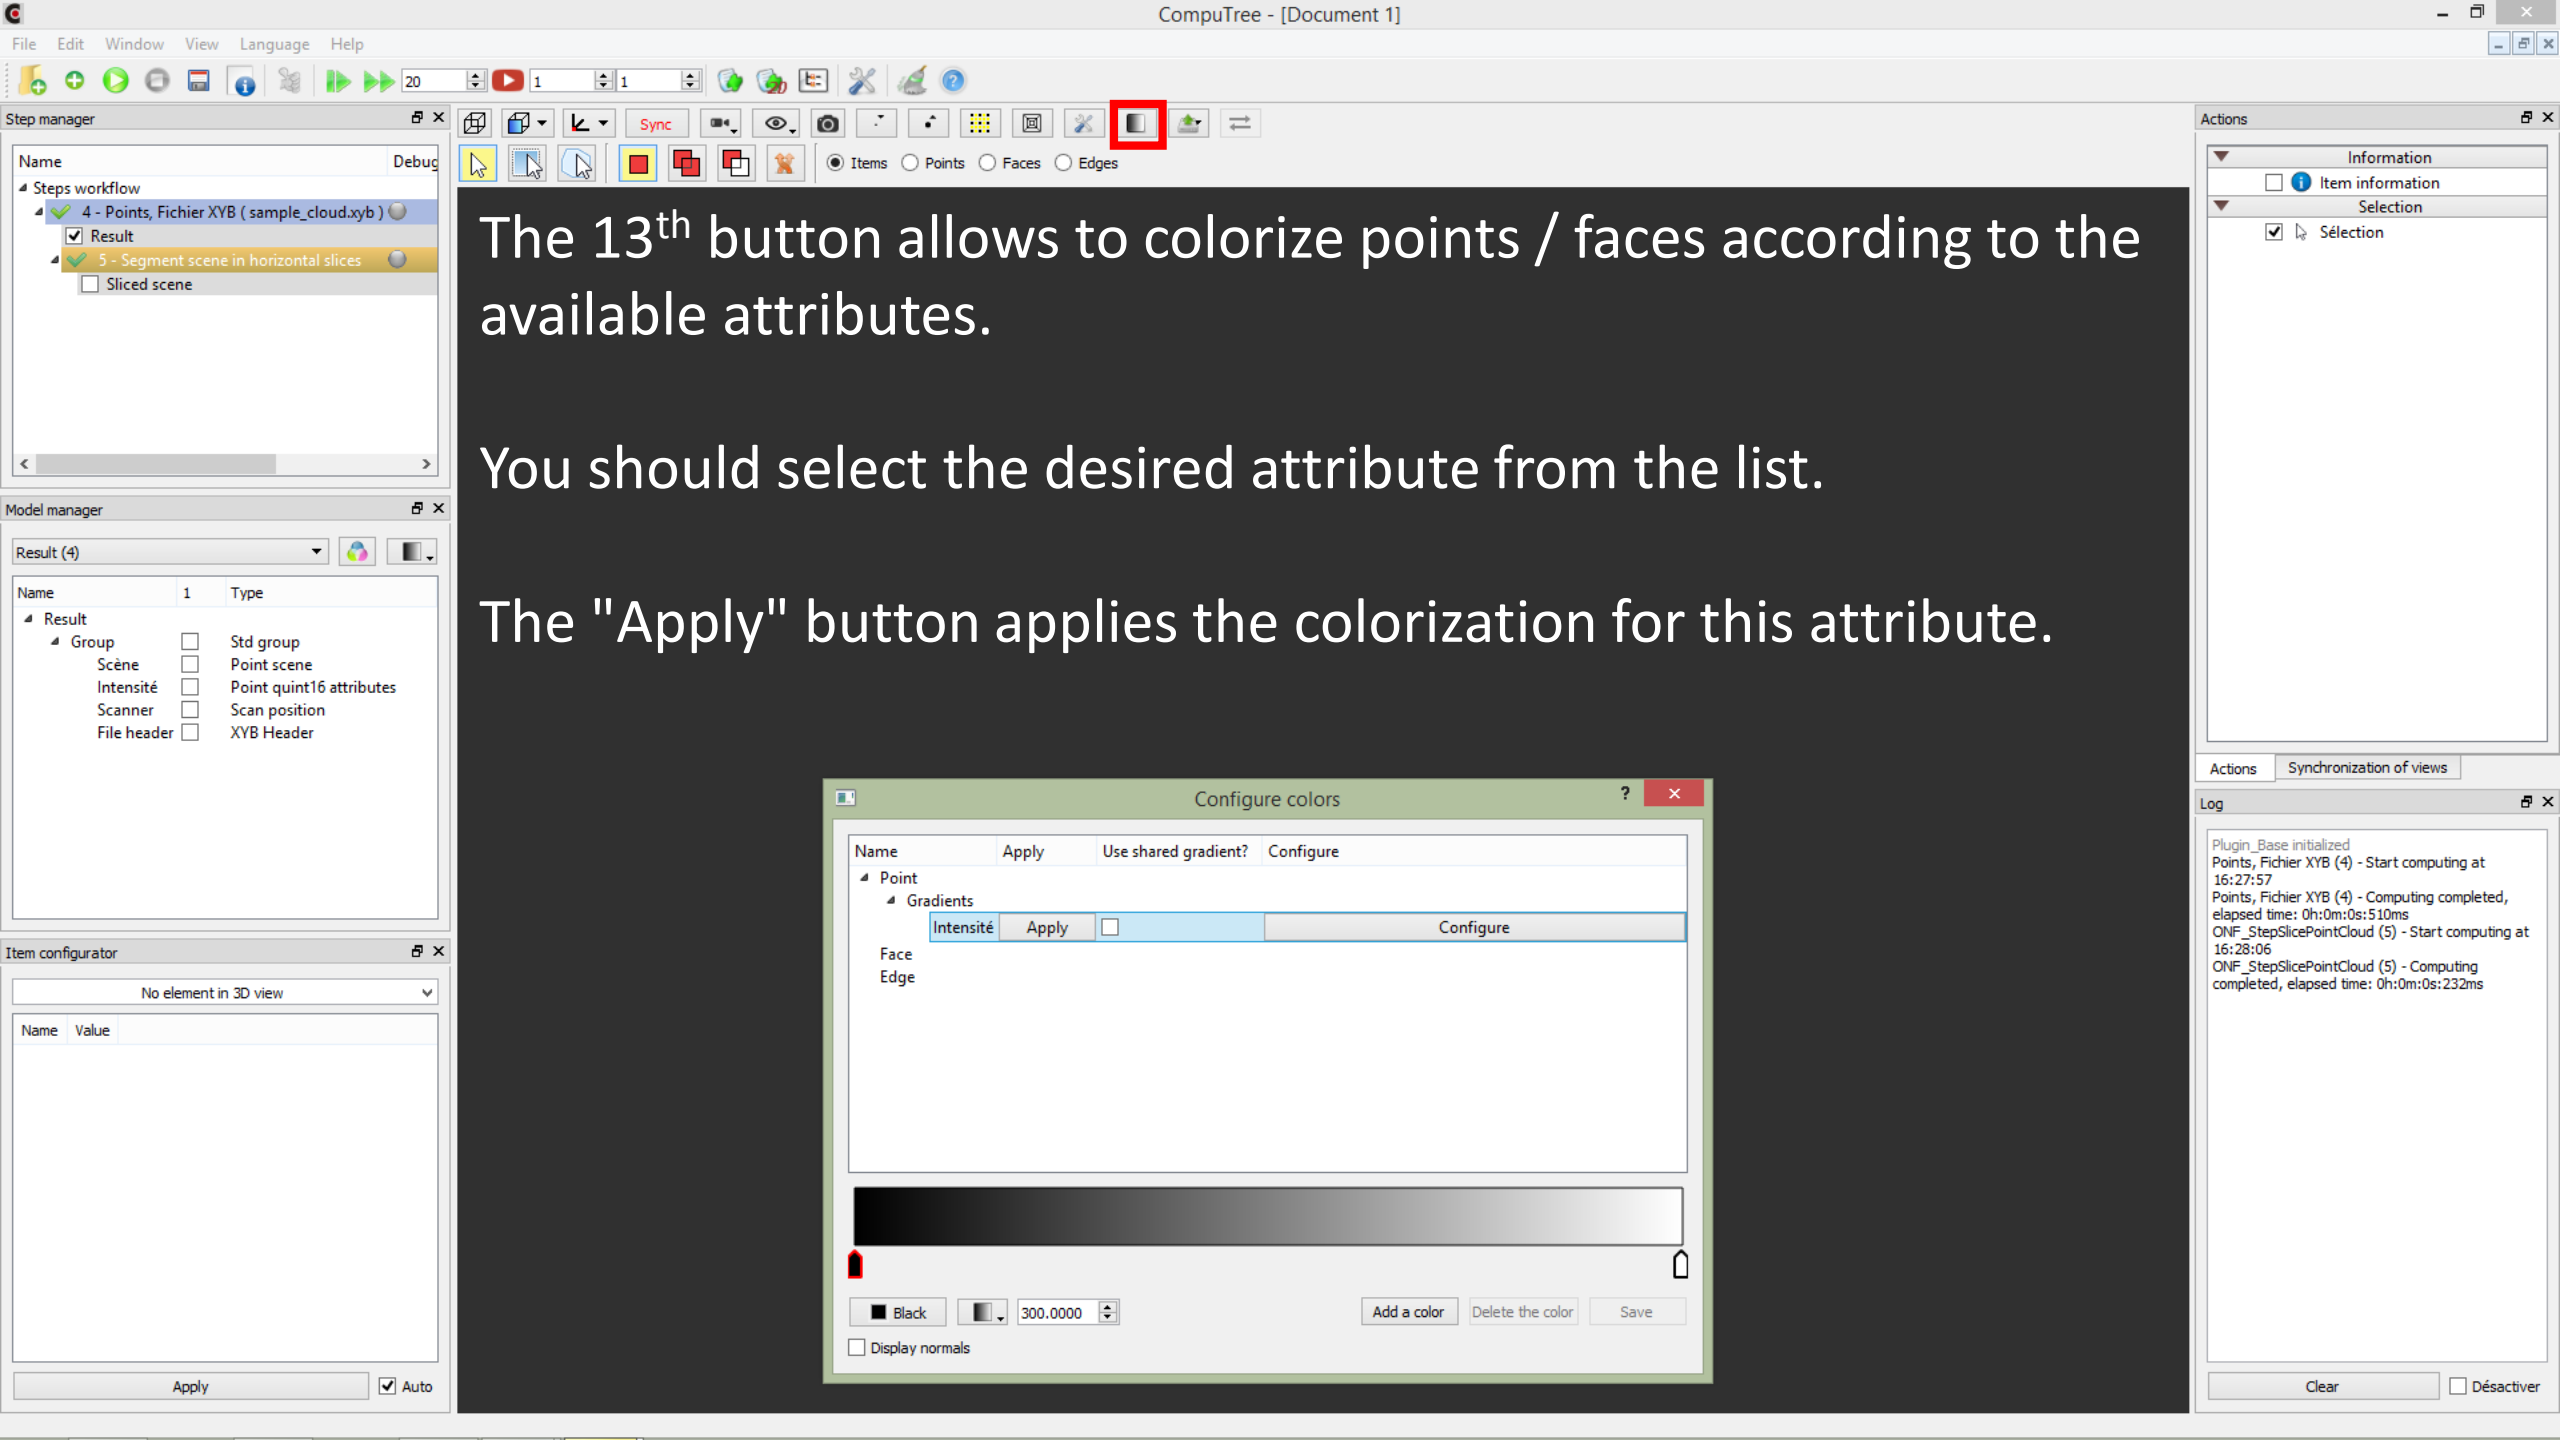 CompuTree - [Document 1]
File Edit Window View Language Help
20 1 1
Step manager
Name Debug
Steps workflow
4 - Points, Fichier XYB ( sample_cloud.xyb )
Result
5 - Segment scene in horizontal slices
Sliced scene
Model manager
Result (4)
Name 1 Type
Result
Group Std group
Scène Point scene
Intensité Point quint16 attributes
Scanner Scan position
File header XYB Header
Item configurator
No element in 3D view
Name Value
Apply Auto
Sync
Items Points Faces Edges
The 13th button allows to colorize points / faces according to the
available attributes.
You should select the desired attribute from the list.
The "Apply" button applies the colorization for this attribute.
Configure colors
Name Apply Use shared gradient? Configure
Point
Gradients
Intensité Apply Configure
Face
Edge
Black 300.0000 Add a color Delete the color Save
Display normals
Actions
Information
Item information
Selection
Sélection
Actions Synchronization of views
Log
Plugin_Base initialized
Points, Fichier XYB (4) - Start computing at
16:27:57
Points, Fichier XYB (4) - Computing completed,
elapsed time: 0h:0m:0s:510ms
ONF_StepSlicePointCloud (5) - Start computing at
16:28:06
ONF_StepSlicePointCloud (5) - Computing
completed, elapsed time: 0h:0m:0s:232ms
Clear Désactiver